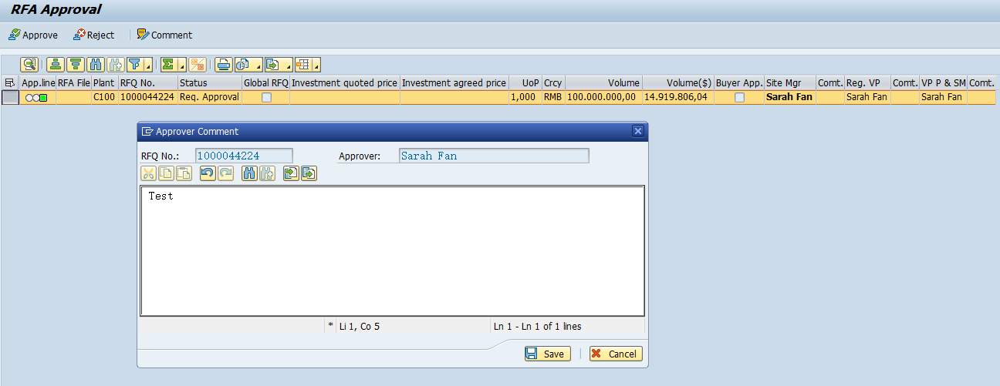 RFA Approval
Approve Reject Comment
App.line RFA File Plant RFQ No. Status Global RFQ Investment quoted price Investment agreed price UoP Crcy Volume Volume($) Buyer App. Site Mgr Comt. Reg. VP Comt. VP P & SM Comt.
C100 1000044224 Req. Approval 1,000 RMB 100.000.000,00 14.919.806,04 Sarah Fan Sarah Fan Sarah Fan
Approver Comment
RFQ No.: 1000044224 Approver: Sarah Fan
Test
* Li 1, Co 5 Ln 1 - Ln 1 of 1 lines
Save Cancel